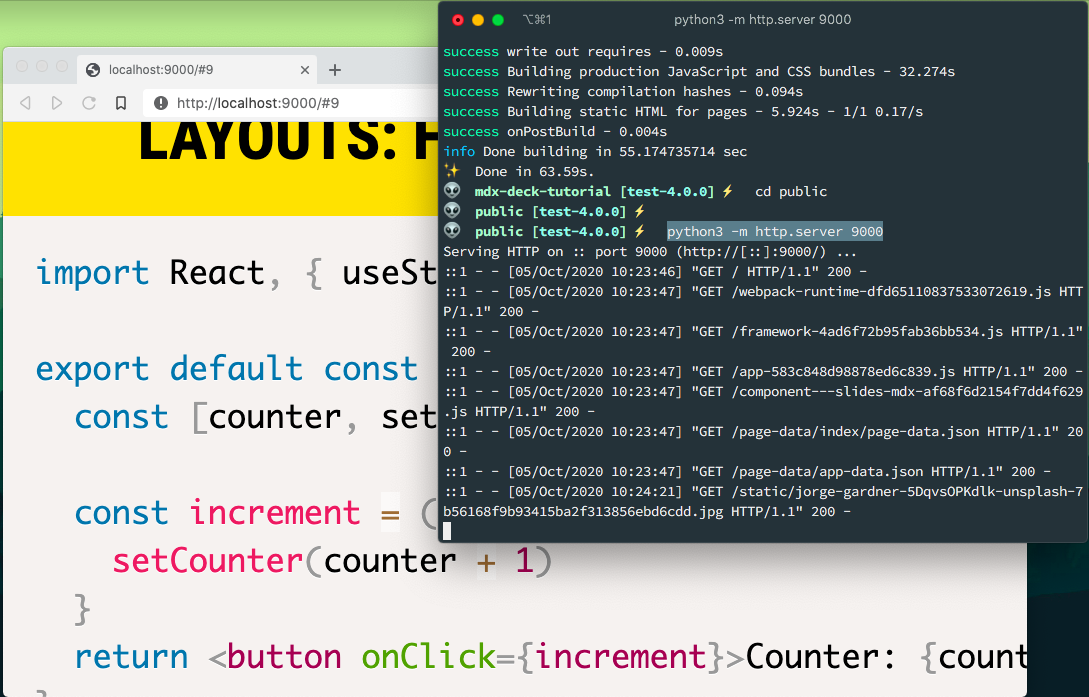 ⌥⌘1
python3 -m http.server 9000
success write out requires - 0.009s
success Building production JavaScript and CSS bundles - 32.274s
success Rewriting compilation hashes - 0.094s
success Building static HTML for pages - 5.924s - 1/1 0.17/s
success onPostBuild - 0.004s
info Done building in 55.174735714 sec
✨ Done in 63.59s.
👽 mdx-deck-tutorial [test-4.0.0] ⚡ cd public
👽 public [test-4.0.0] ⚡
👽 public [test-4.0.0] ⚡ python3 -m http.server 9000
Serving HTTP on :: port 9000 (http://[::]:9000/) ...
::1 - - [05/Oct/2020 10:23:46] "GET / HTTP/1.1" 200 -
::1 - - [05/Oct/2020 10:23:47] "GET /webpack-runtime-dfd65110837533072619.js HTT
P/1.1" 200 -
::1 - - [05/Oct/2020 10:23:47] "GET /framework-4ad6f72b95fab36bb534.js HTTP/1.1"
200 -
::1 - - [05/Oct/2020 10:23:47] "GET /app-583c848d98878ed6c839.js HTTP/1.1" 200 -
::1 - - [05/Oct/2020 10:23:47] "GET /component---slides-mdx-af68f6d2154f7dd4f629
.js HTTP/1.1" 200 -
::1 - - [05/Oct/2020 10:23:47] "GET /page-data/index/page-data.json HTTP/1.1" 20
0 -
::1 - - [05/Oct/2020 10:23:47] "GET /page-data/app-data.json HTTP/1.1" 200 -
::1 - - [05/Oct/2020 10:24:21] "GET /static/jorge-gardner-5DqvsOPKdlk-unsplash-7
b56168f9b93415ba2f313856ebd6cdd.jpg HTTP/1.1" 200 -
localhost:9000/#9
http://localhost:9000/#9
LAYOUTS:
import React, { useSt
export default const
const [counter, set
const increment = (
setCounter(counter + 1)
}
return <button onClick={increment}>Counter: {count
}